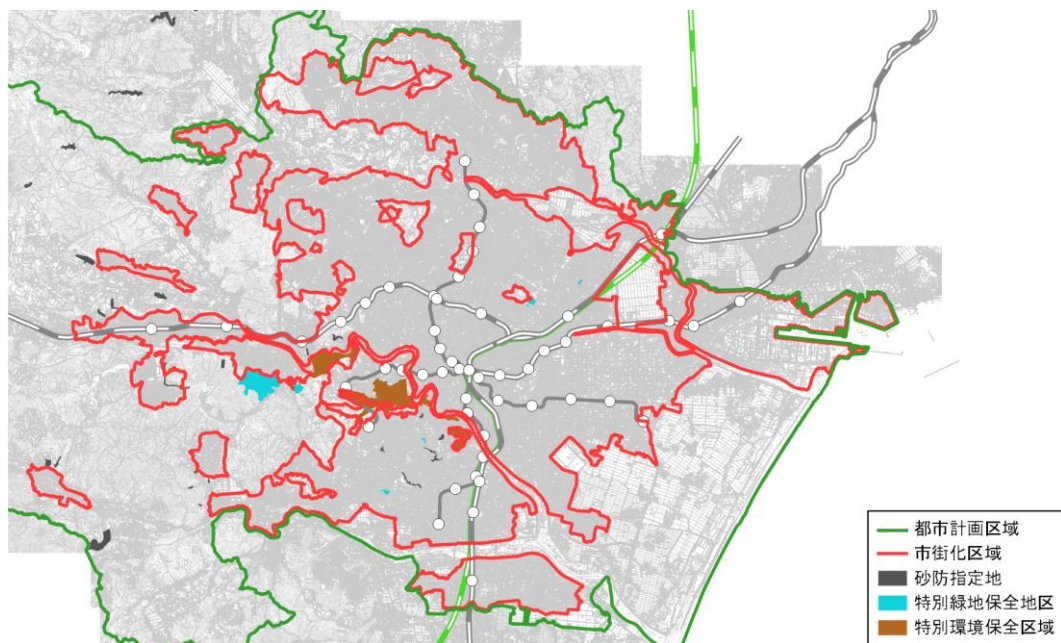 都市計画区域
市街化区域
砂防指定地
特別緑地保全地区
特別環境保全区域